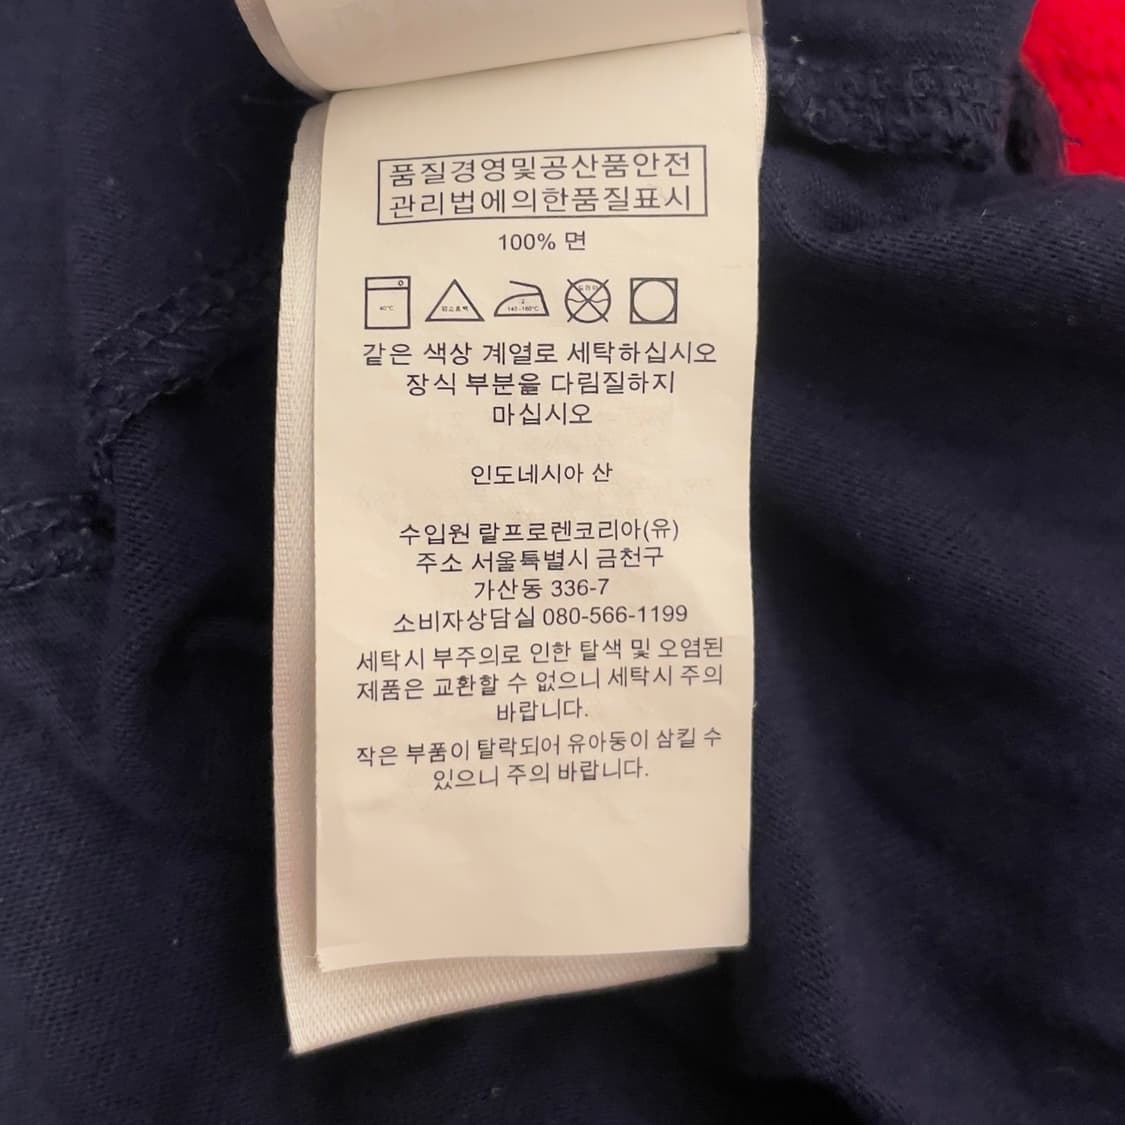 품질경영및공산품안전
관리법에의한품질표시
100% 면
40℃
드라이
140-160℃
같은 색상 계열로 세탁하십시오
장식 부분을 다림질하지
마십시오
인도네시아 산
수입원 랄프로렌코리아(유)
주소 서울특별시 금천구
가산동 336-7
소비자상담실 080-566-1199
세탁시 부주의로 인한 탈색 및 오염된
제품은 교환할 수 없으니 세탁시 주의
바랍니다.
작은 부품이 탈락되어 유아동이 삼킬 수
있으니 주의 바랍니다.